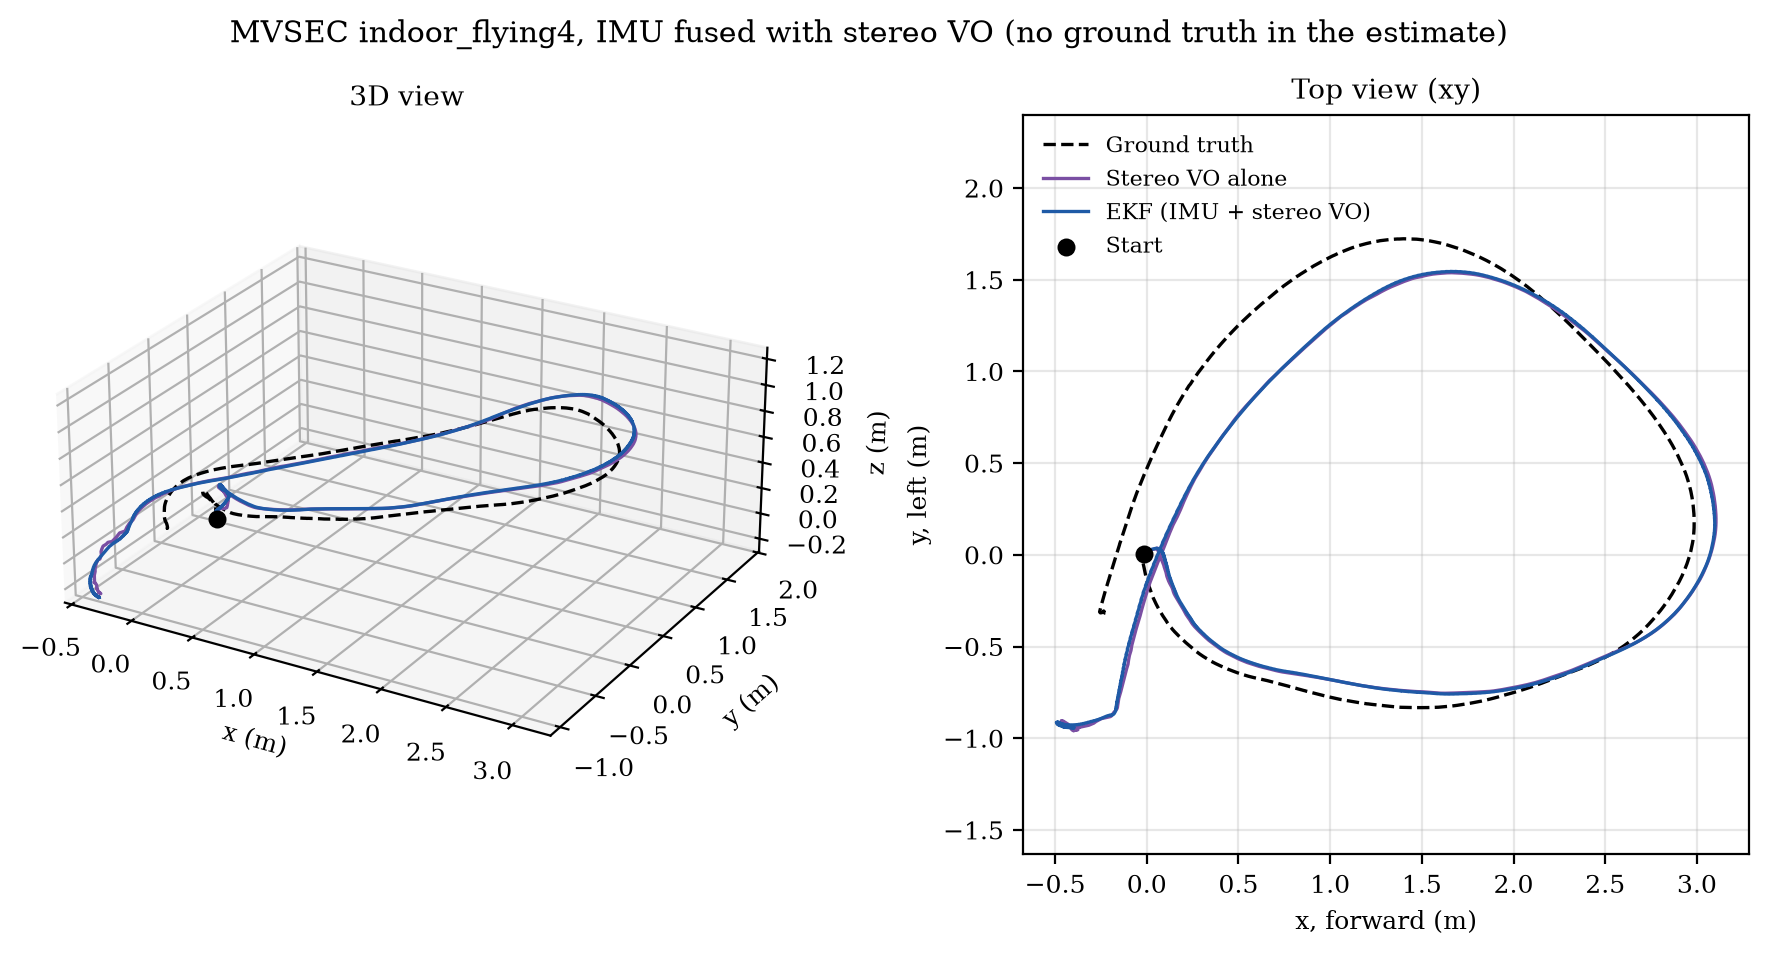 MVSEC indoor_flying4, IMU fused with stereo VO (no ground truth in the estimate)
3D view
1.2
1.0
0.8
0.6
0.4
0.2
0.0
−0.2
z (m)
2.0
1.5
1.0
0.5
0.0
−0.5
−1.0
y (m)
−0.5
0.0
0.5
1.0
1.5
2.0
2.5
3.0
x (m)
Top view (xy)
Ground truth
Stereo VO alone
EKF (IMU + stereo VO)
Start
2.0
1.5
1.0
0.5
0.0
−0.5
−1.0
−1.5
y, left (m)
−0.5 0.0 0.5 1.0 1.5 2.0 2.5 3.0
x, forward (m)